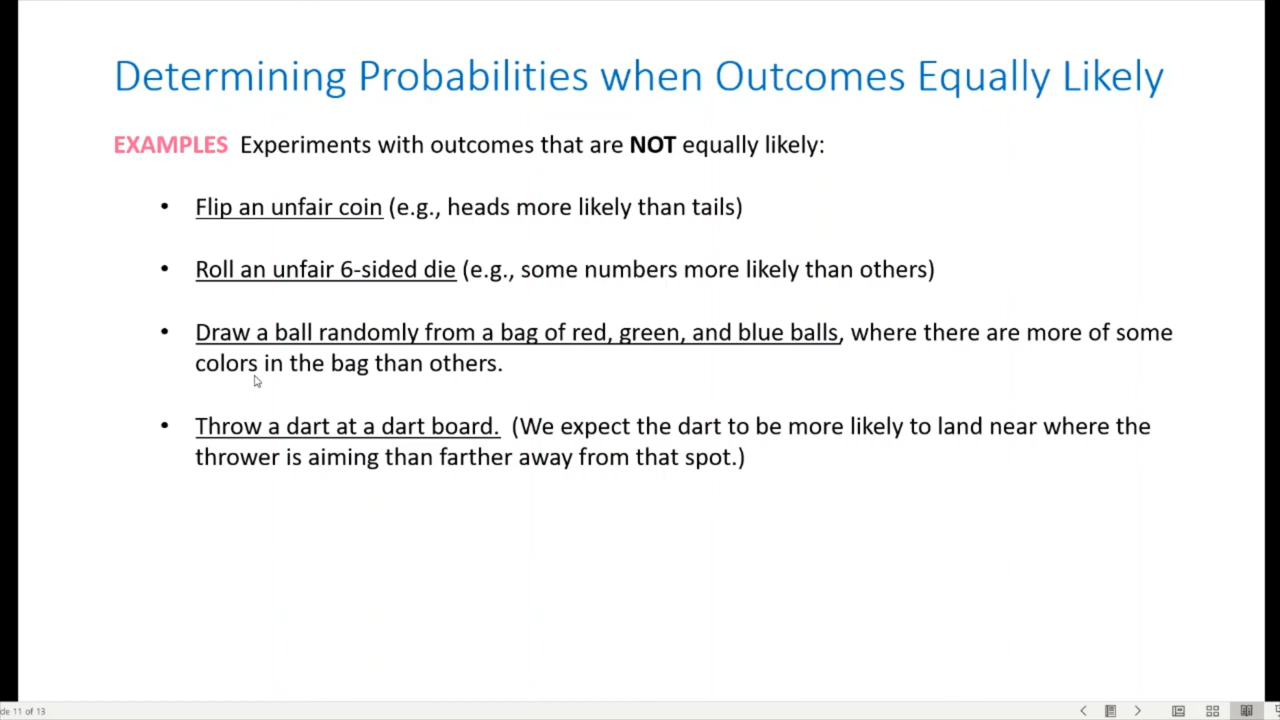 Determining Probabilities when Outcomes Equally Likely
EXAMPLES Experiments with outcomes that are NOT equally likely:
• Flip an unfair coin (e.g., heads more likely than tails)
• Roll an unfair 6-sided die (e.g., some numbers more likely than others)
• Draw a ball randomly from a bag of red, green, and blue balls, where there are more of some
colors in the bag than others.
• Throw a dart at a dart board. (We expect the dart to be more likely to land near where the
thrower is aiming than farther away from that spot.)
de 11 of 13